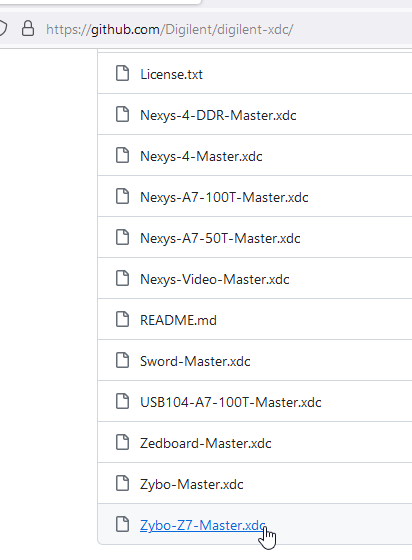 https://github.com/Digilent/digilent-xdc/
License.txt
Nexys-4-DDR-Master.xdc
Nexys-4-Master.xdc
Nexys-A7-100T-Master.xdc
Nexys-A7-50T-Master.xdc
Nexys-Video-Master.xdc
README.md
Sword-Master.xdc
USB104-A7-100T-Master.xdc
Zedboard-Master.xdc
Zybo-Master.xdc
Zybo-Z7-Master.xdc